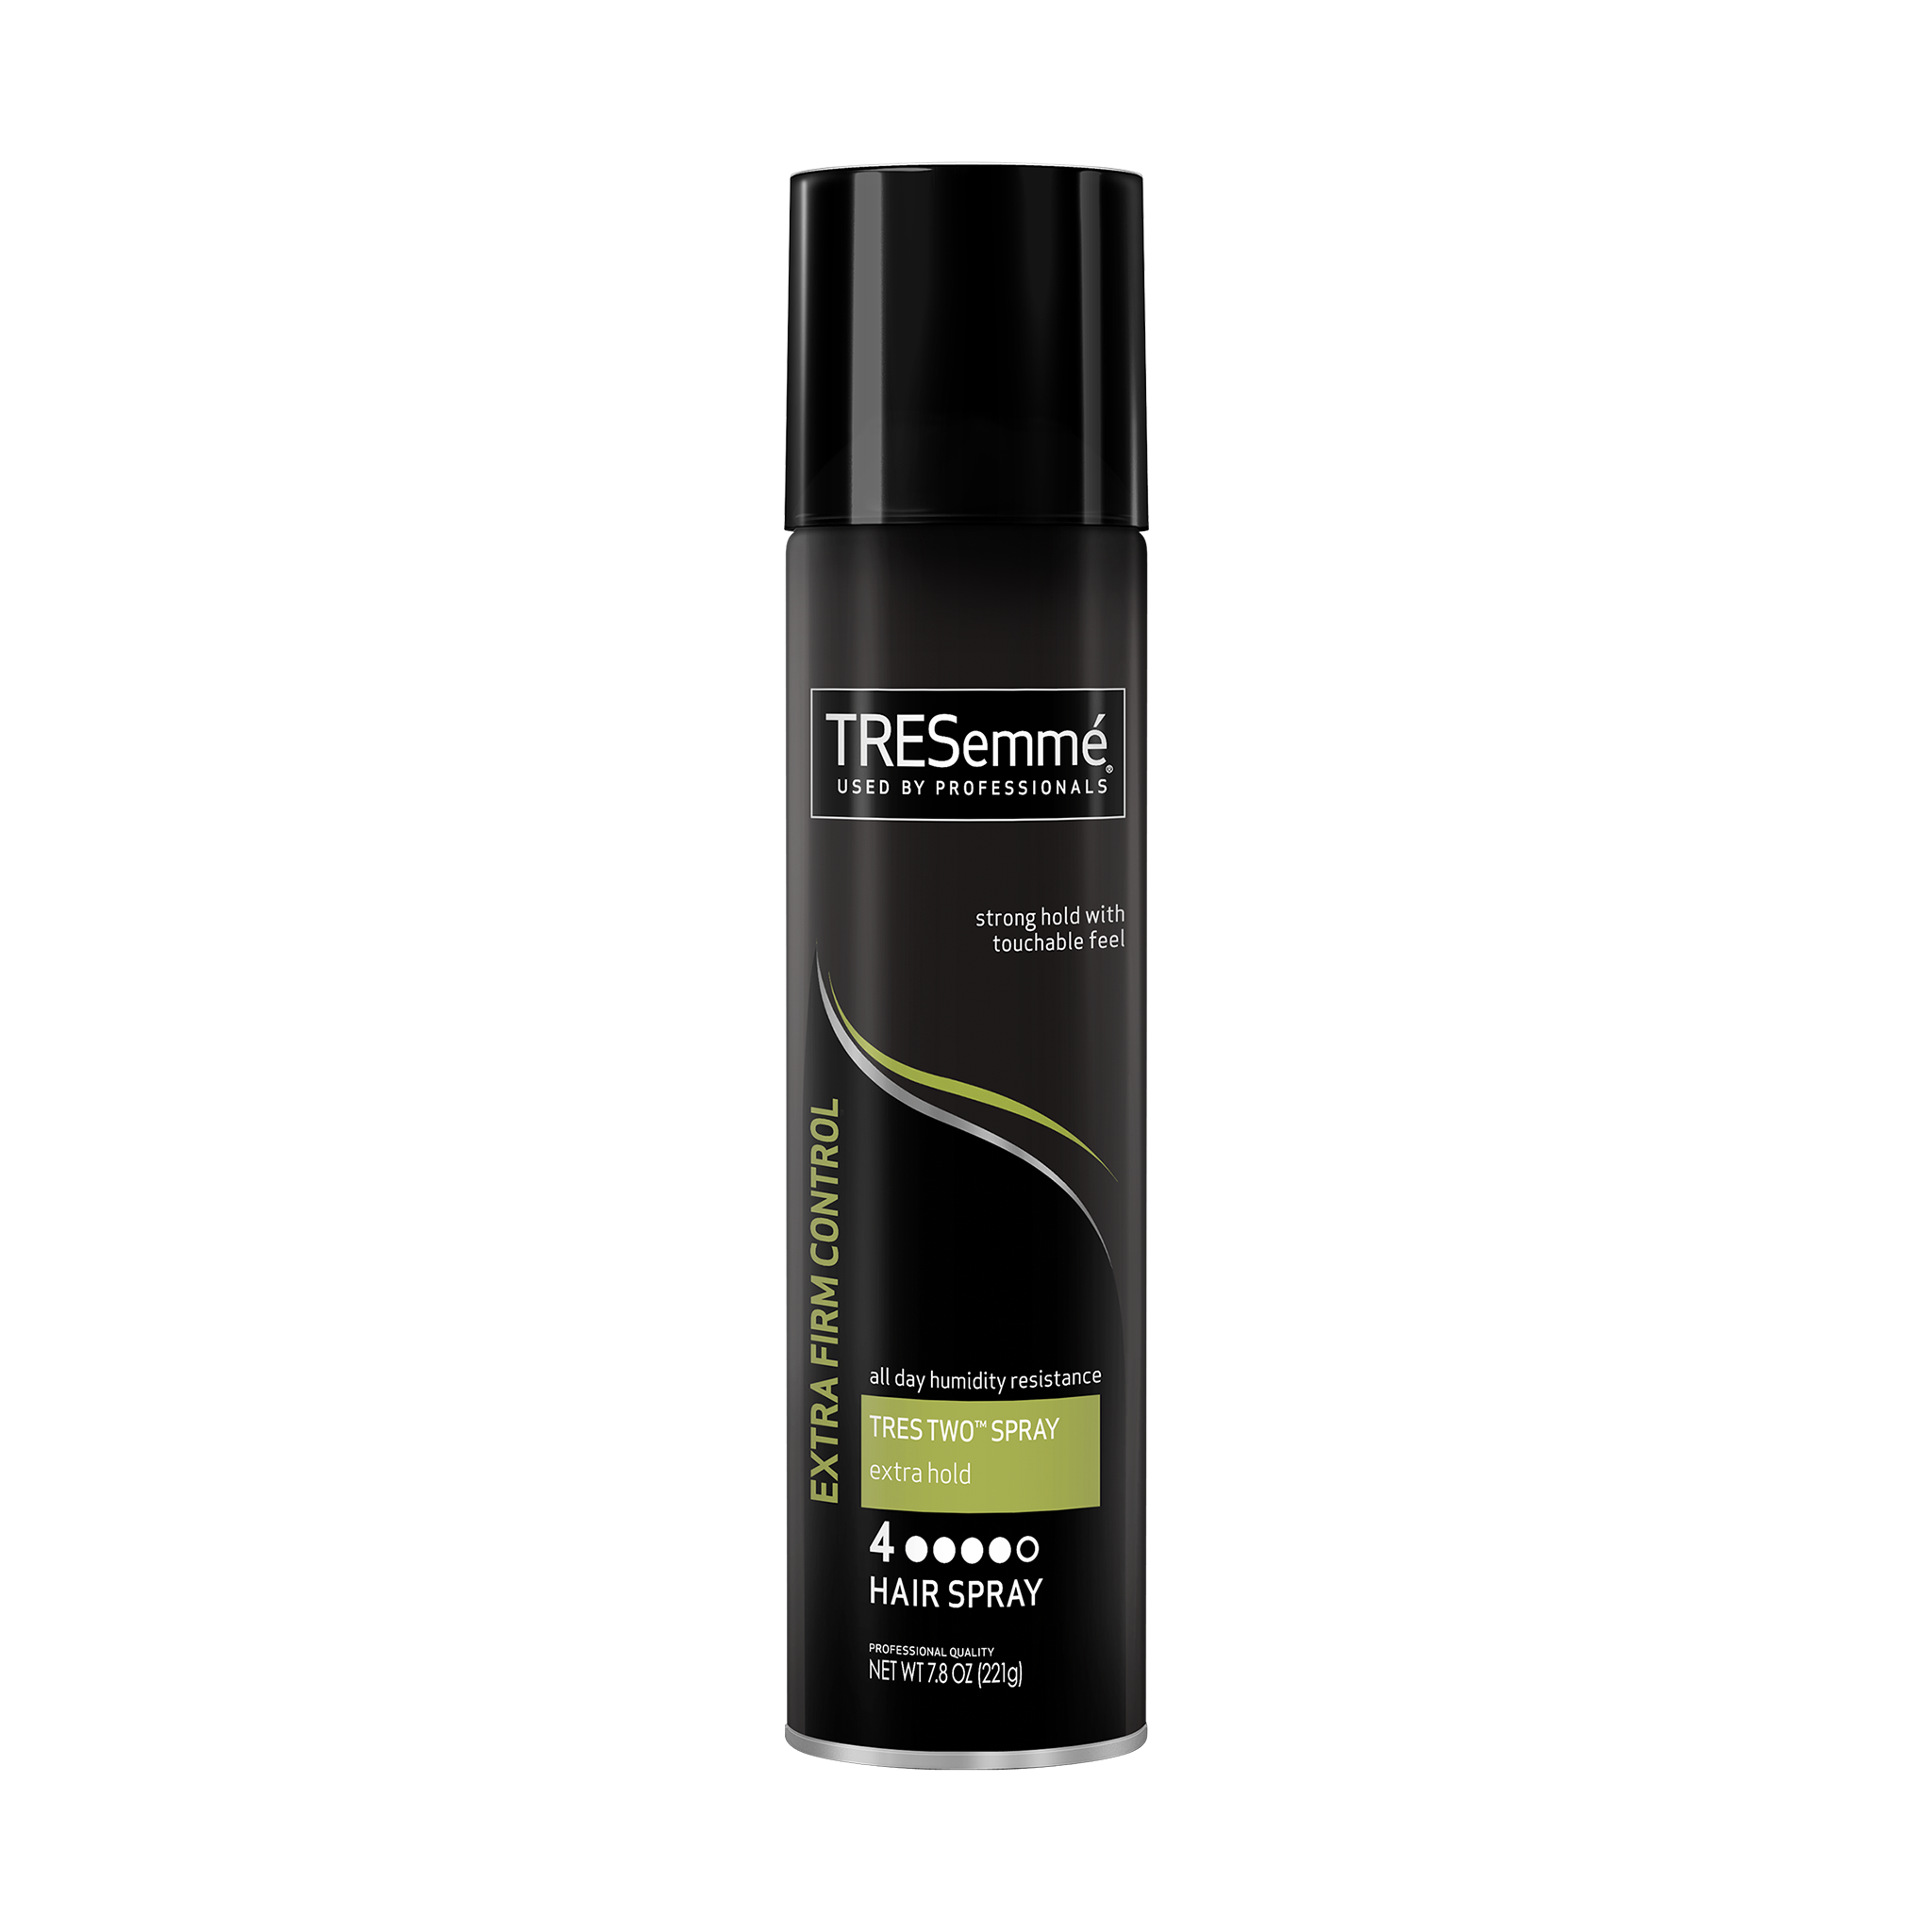 TRESemmé®
USED BY PROFESSIONALS
strong hold with
touchable feel
EXTRA FIRM CONTROL
all day humidity resistance
TRES TWO™ SPRAY
extra hold
4
HAIR SPRAY
PROFESSIONAL QUALITY
NET WT 7.8 OZ (221g)